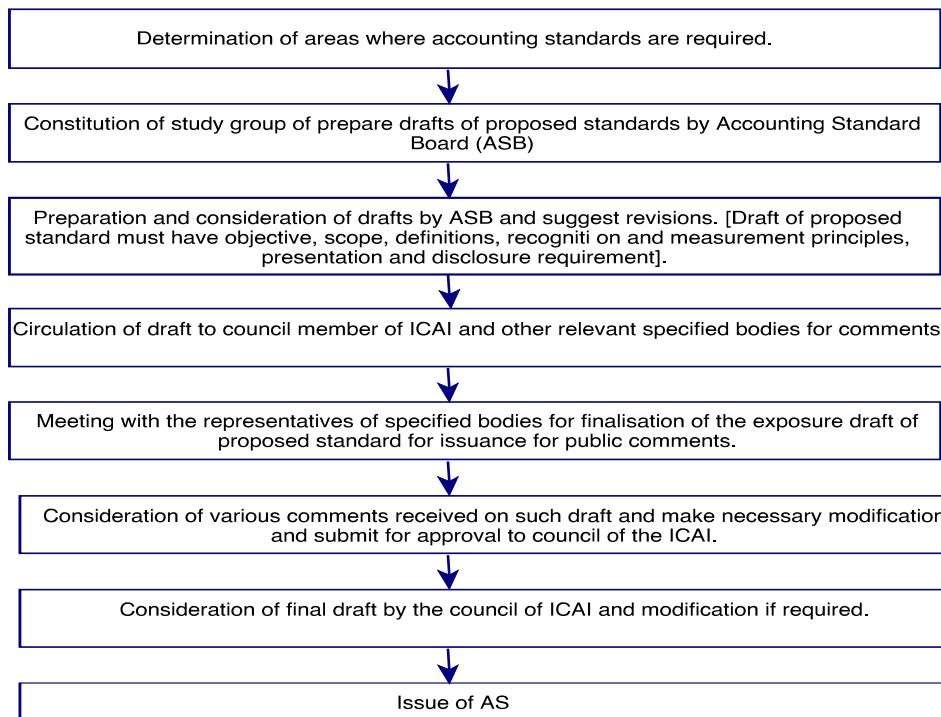 Determination of areas where accounting standards are required.
Constitution of study group of prepare drafts of proposed standards by Accounting Standard
Board (ASB)
Preparation and consideration of drafts by ASB and suggest revisions. [Draft of proposed
standard must have objective, scope, definitions, recogniti on and measurement principles,
presentation and disclosure requirement].
Circulation of draft to council member of ICAI and other relevant specified bodies for comments
Meeting with the representatives of specified bodies for finalisation of the exposure draft of
proposed standard for issuance for public comments.
Consideration of various comments received on such draft and make necessary modification
and submit for approval to council of the ICAI.
Consideration of final draft by the council of ICAI and modification if required.
Issue of AS